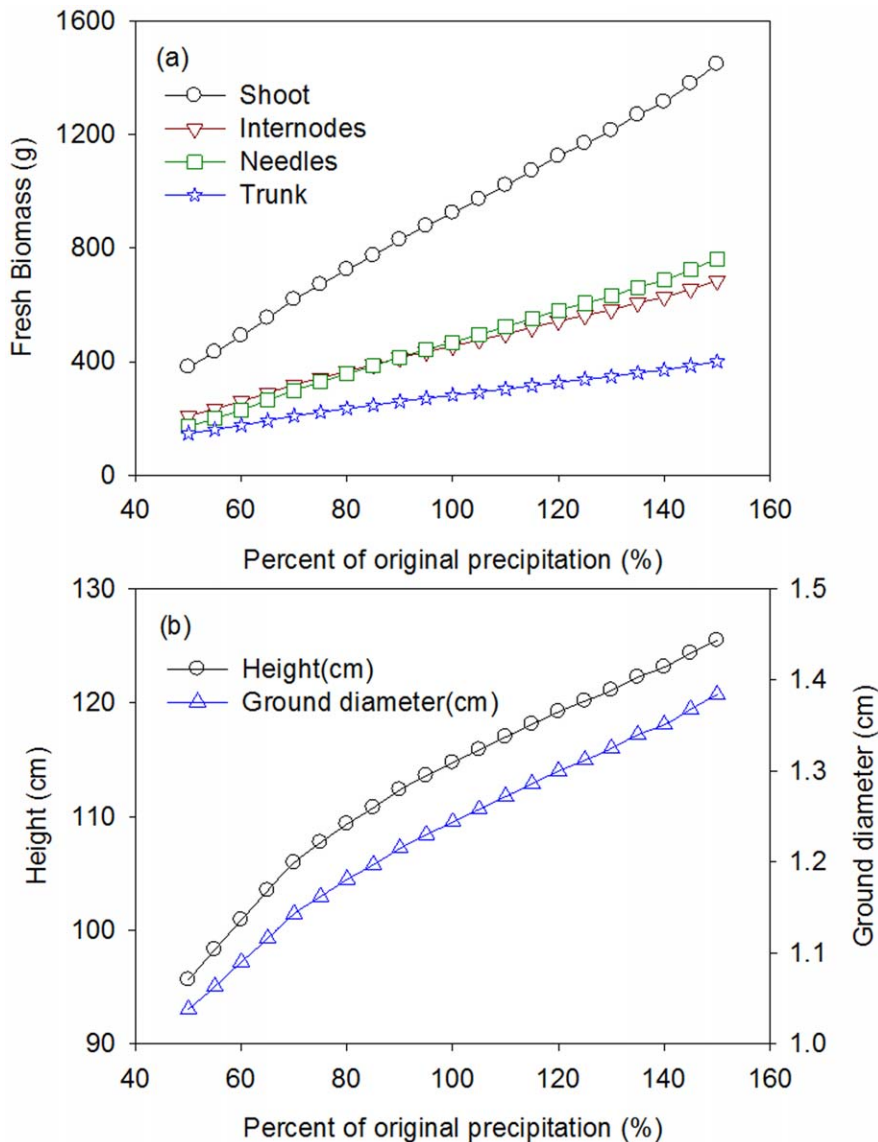 1600
(a)
Shoot
Internodes
Needles
Trunk
1200
800
400
0
Fresh Biomass (g)
40 60 80 100 120 140 160
Percent of original precipitation (%)
130 1.5
(b)
Height(cm)
Ground diameter(cm)
120 1.4
1.3
110
1.2
100
1.1
90 1.0
Height (cm)
Ground diameter (cm)
40 60 80 100 120 140 160
Percent of original precipitation (%)